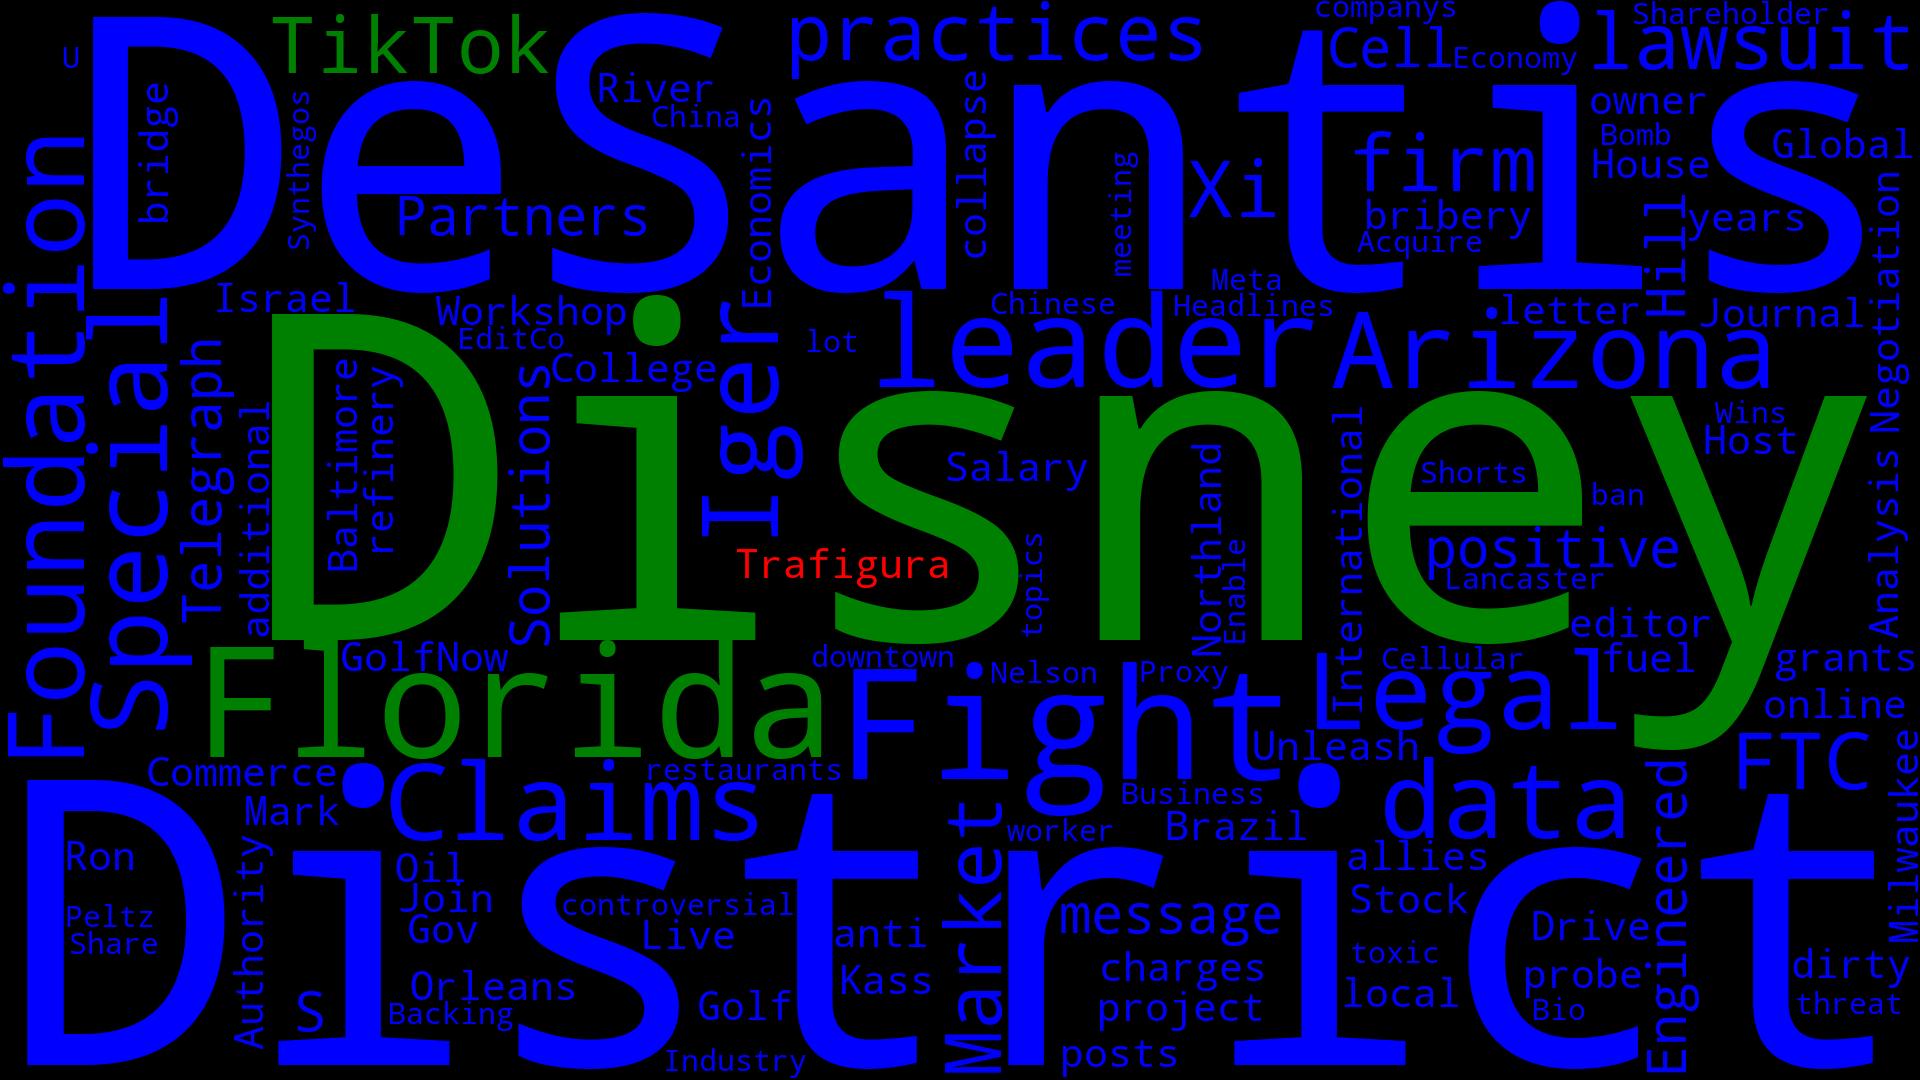 DeSantis
TikTok
practices
companys
Cell
Economy
Shareholder
lawsuit
U
bridge
Synthegos
River
China
Economics
collapse
meeting
Xi
firm
bribery
Acquire
owner
Bomb
House
Global
years
Hill
Negotiation
Foundation
Special
Partners
Israel
Workshop
EditCo
College
Iger
lot
leader
Chinese
Meta
Headlines
Arizona
letter
Journal
Telegraph
additional
Disney
Baltimore
refinery
Solutions
Salary
Trafigura
topics
Northland
Enable
International
Shorts
ban
positive
Lancaster
Wins
Host
Analysis
editor
Florida
GolfNow
downtown
Fight
Nelson
Proxy
Legal
Cellular
fuel
grants
online
FTC
Unleash
Commerce
Mark
Claims
restaurants
Business
worker
Brazil
data
Milwaukee
District
Ron
Peltz
Share
Authority
S
Oil
Join
Gov
Orleans
Backing
controversial
Live
Golf
Industry
anti
Kass
Market
message
charges
project
posts
allies
Stock
toxic
local
Drive
probe
Bio
Engineered
dirty
threat